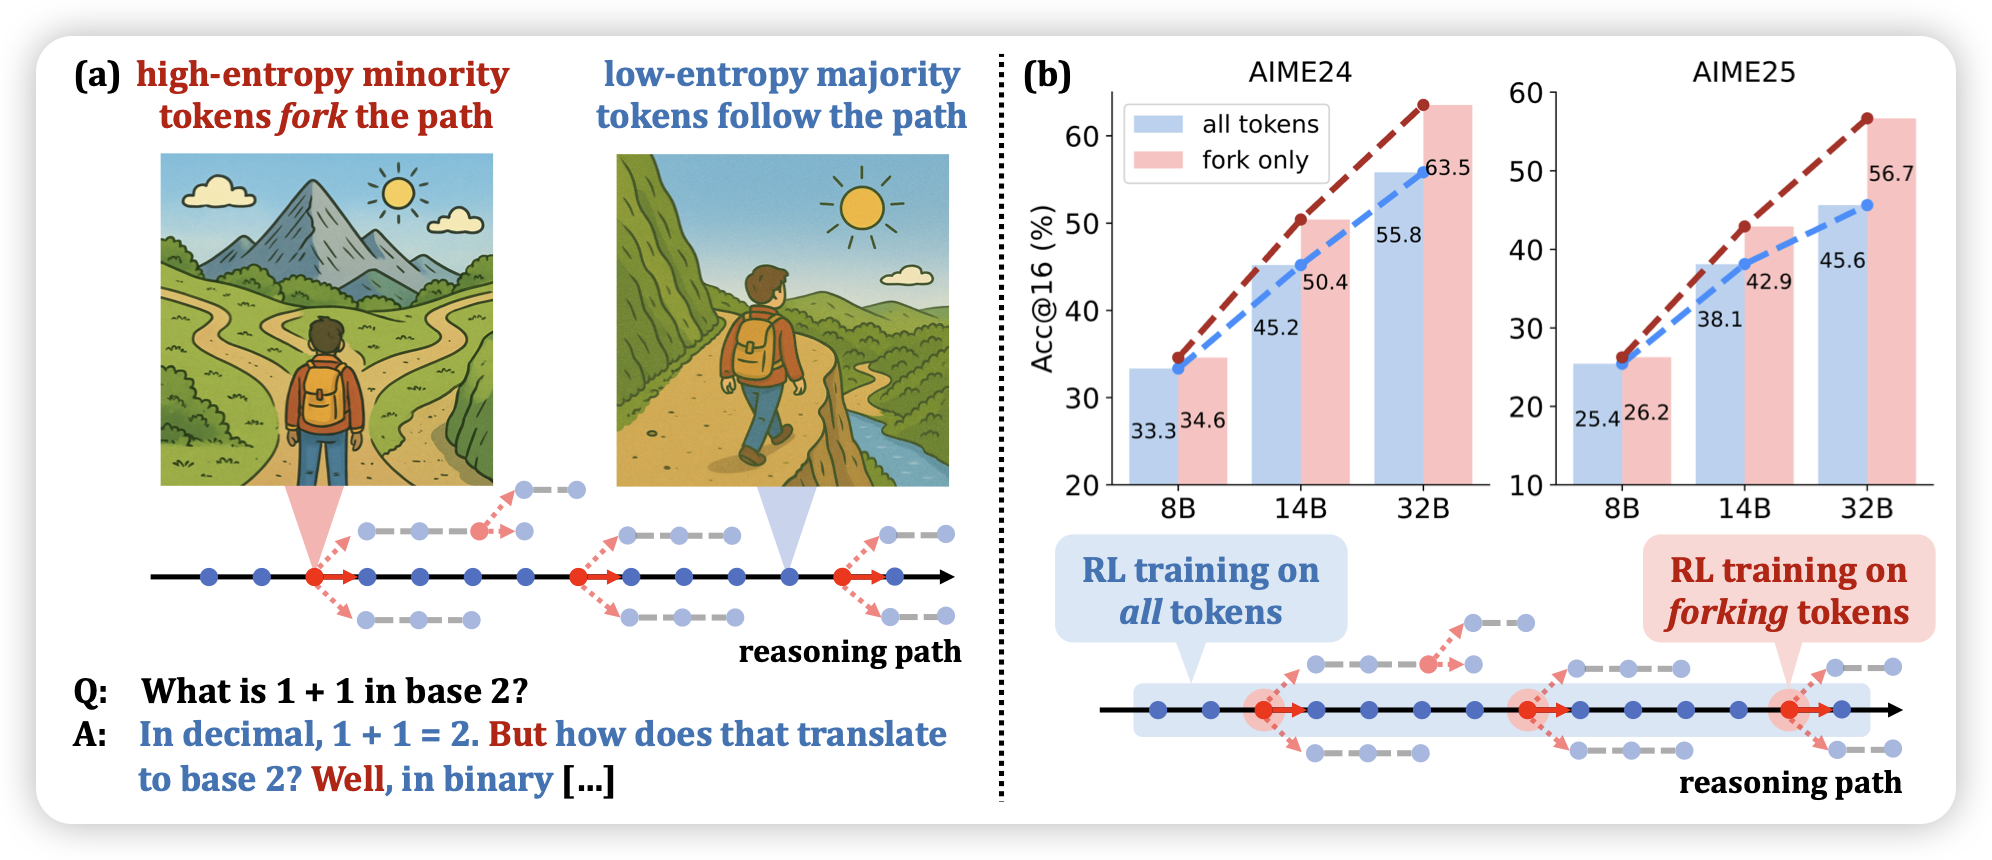 (a) high-entropy minority
tokens fork the path
low-entropy majority
tokens follow the path
reasoning path
Q: What is 1 + 1 in base 2?
A: In decimal, 1 + 1 = 2. But how does that translate
to base 2? Well, in binary [...]
(b)
AIME24
all tokens
fork only
Acc@16 (%)
60
50
40
30
20
33.3
34.6
45.2
50.4
55.8
63.5
8B
14B
32B
AIME25
60
50
40
30
20
10
25.4
26.2
38.1
42.9
45.6
56.7
8B
14B
32B
RL training on
all tokens
RL training on
forking tokens
reasoning path